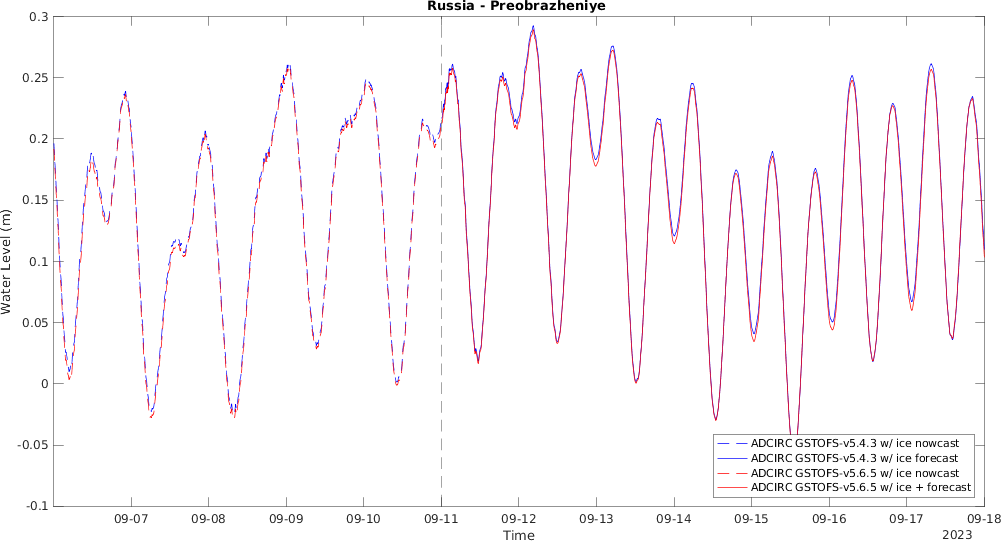 Russia - Preobrazheniye
0.3
0.25
0.2
0.15
0.1
0.05
0
-0.05
-0.1
Water Level (m)
ADCIRC GSTOFS-v5.4.3 w/ ice nowcast
ADCIRC GSTOFS-v5.4.3 w/ ice forecast
ADCIRC GSTOFS-v5.6.5 w/ ice nowcast
ADCIRC GSTOFS-v5.6.5 w/ ice + forecast
09-07 09-08 09-09 09-10 09-11 09-12 09-13 09-14 09-15 09-16 09-17 09-18
Time
2023